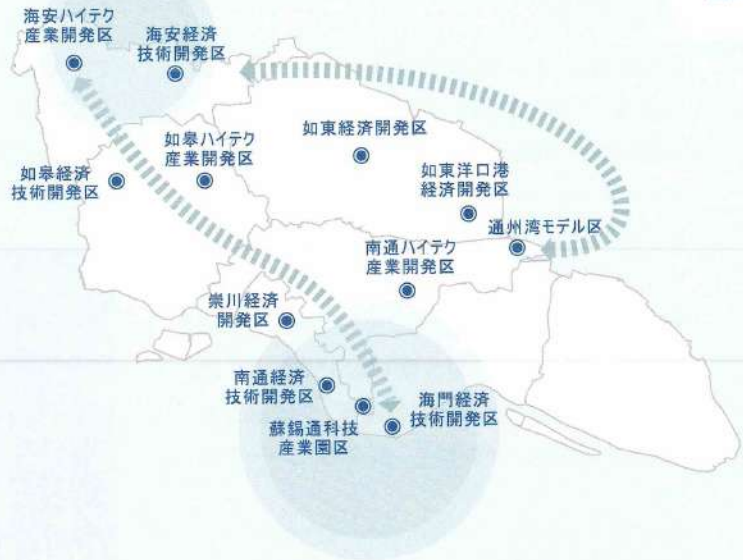 海安ハイテク
産業開発区
海安経済
技術開発区
如皋経済
技術開発区
如皋ハイテク
産業開発区
如東経済開発区
如東洋口港
経済開発区
通州湾モデル区
南通ハイテク
産業開発区
崇川経済
開発区
南通経済
技術開発区
蘇錫通科技
産業園区
海門経済
技術開発区